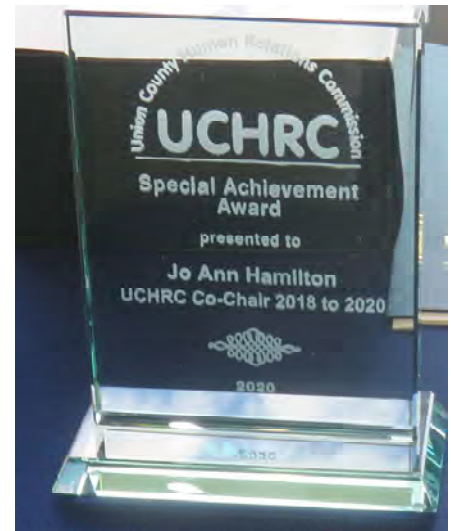 Union County Human Relations Commission
UCHRC
Special Achievement
Award
presented to
Jo Ann Hamilton
UCHRC Co-Chair 2018 to 2020
2020